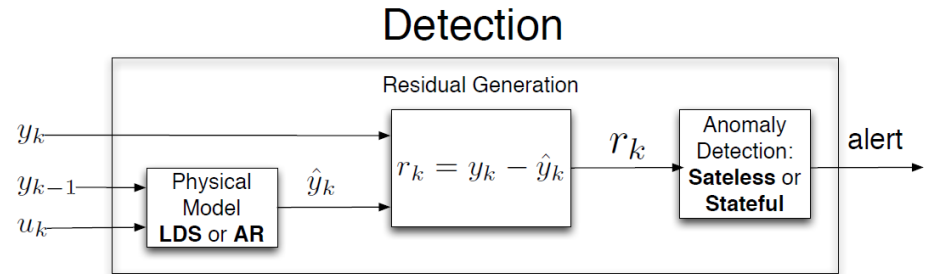 Detection
Residual Generation
y_k
y_{k-1}
u_k
Physical
Model
LDS or AR
ŷ_k
r_k = y_k − ŷ_k
r_k
Anomaly
Detection:
Sateless or
Stateful
alert